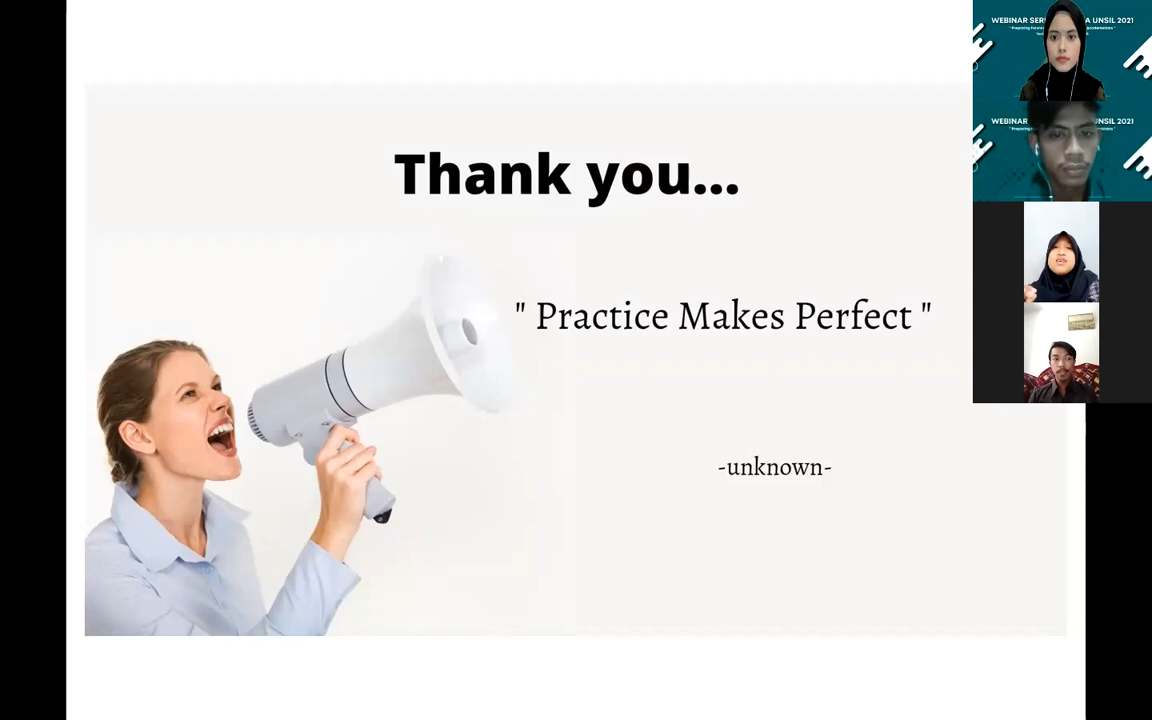 Thank you...
" Practice Makes Perfect "
-unknown-
WEBINAR SER
A UNSIL 2021
WEBINAR
UNSIL 2021